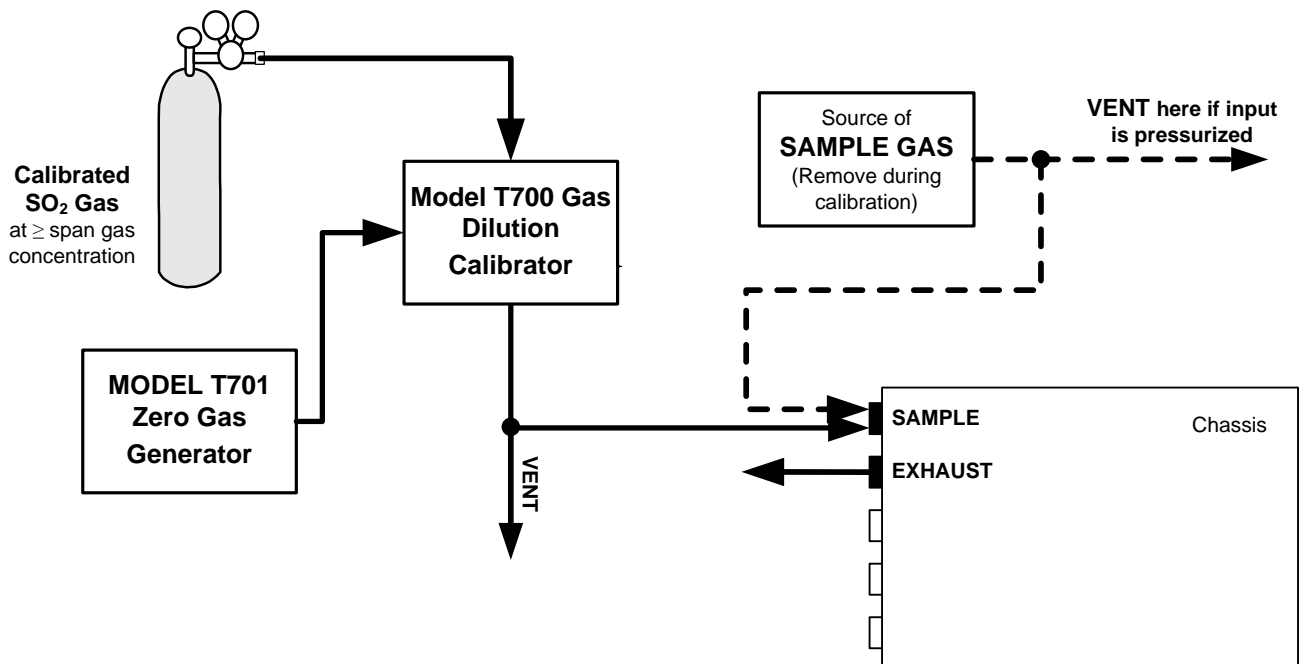 Calibrated
SO₂ Gas
at ≥ span gas
concentration
MODEL T701
Zero Gas
Generator
Model T700 Gas
Dilution
Calibrator
VENT
Source of
SAMPLE GAS
(Remove during
calibration)
VENT here if input
is pressurized
SAMPLE
EXHAUST
Chassis